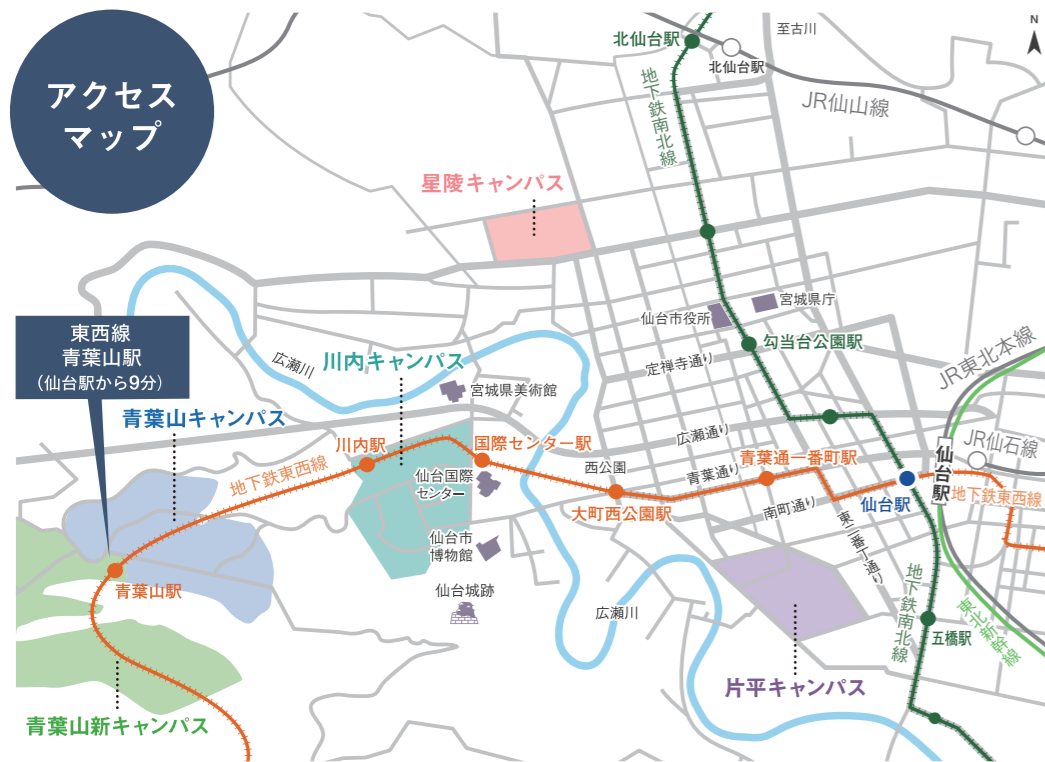 アクセス
マップ
N
北仙台駅
至古川
北仙台駅
地下鉄南北線
JR仙山線
星陵キャンパス
宮城県庁
仙台市役所
勾当台公園駅
定禅寺通り
東西線
青葉山駅
（仙台駅から9分）
広瀬川
川内キャンパス
宮城県美術館
JR東北本線
青葉山キャンパス
川内駅
国際センター駅
広瀬通り
JR仙石線
地下鉄東西線
仙台国際
センター
西公園
青葉通り
青葉通一番町駅
仙台駅
大町西公園駅
南町通り
仙台駅
地下鉄東西線
東二番丁通り
仙台市
博物館
青葉山駅
仙台城跡
広瀬川
地下鉄南北線
五橋駅
東北新幹線
片平キャンパス
青葉山新キャンパス